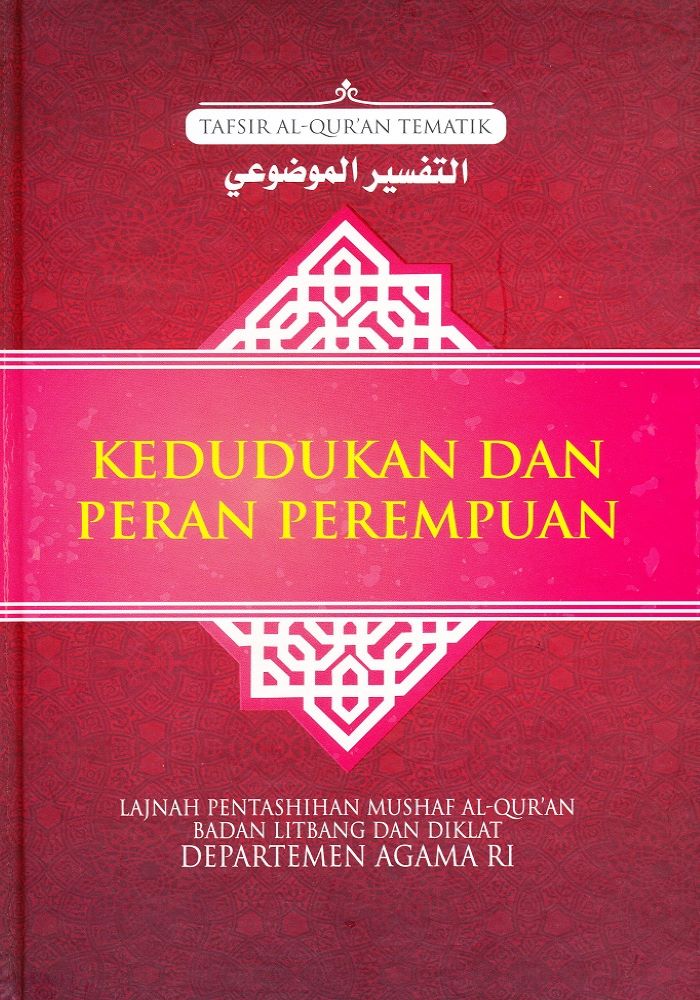 TAFSIR AL-QUR'AN TEMATIK
التفسير الموضوعي
KEDUDUKAN DAN
PERAN PEREMPUAN
LAJNAH PENTASHIHAN MUSHAF AL-QUR'AN
BADAN LITBANG DAN DIKLAT
DEPARTEMEN AGAMA RI